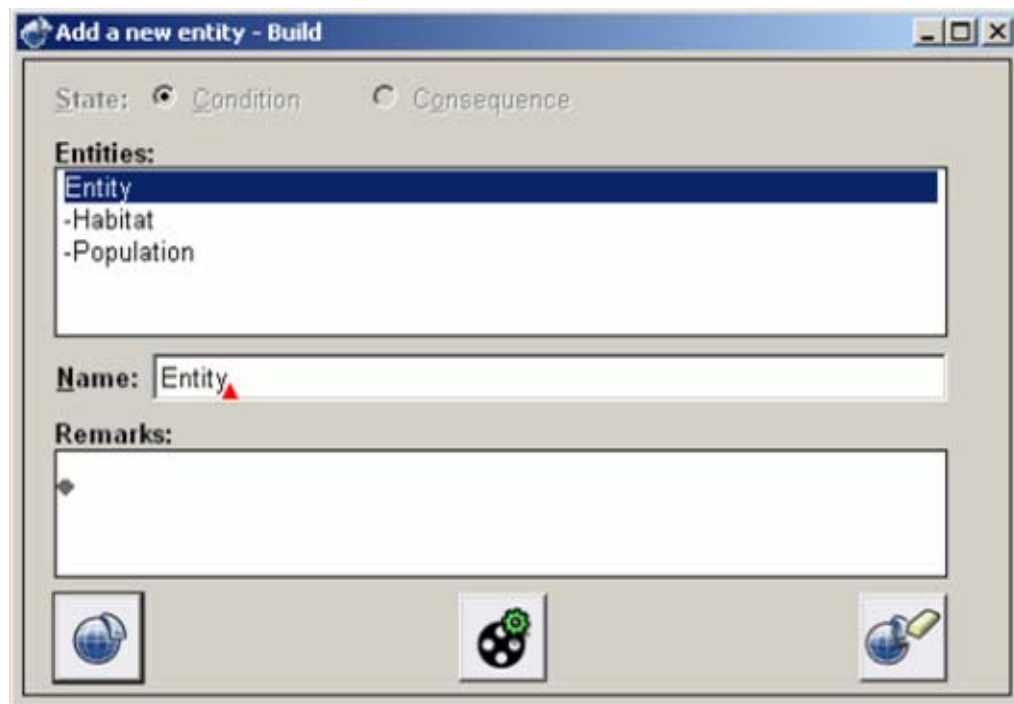 Add a new entity - Build
State: Condition Consequence
Entities:
Entity
-Habitat
-Population
Name: Entity
Remarks: